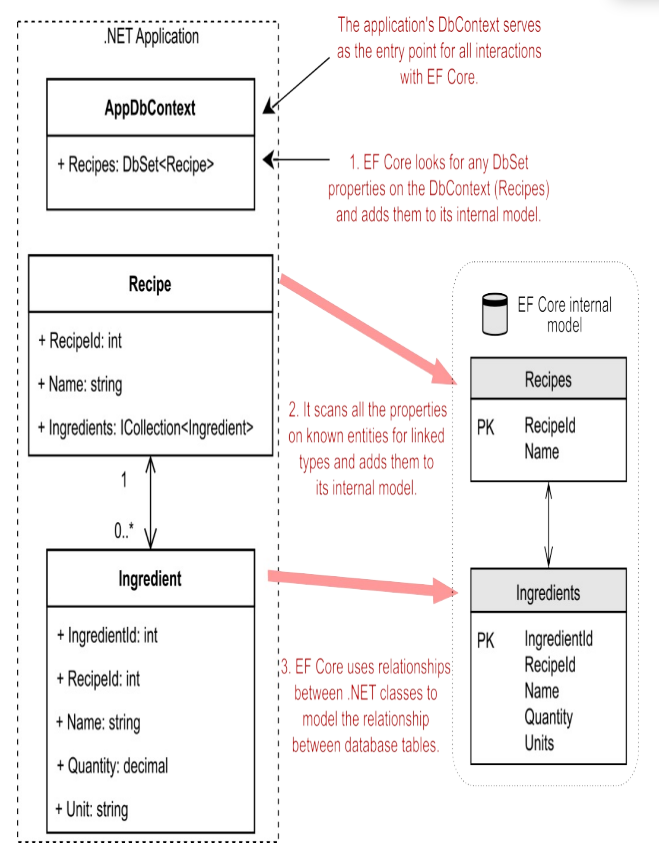 .NET Application
The application's DbContext serves
as the entry point for all interactions
with EF Core.
AppDbContext
+ Recipes: DbSet<Recipe>
1. EF Core looks for any DbSet
properties on the DbContext (Recipes)
and adds them to its internal model.
Recipe
+ RecipeId: int
+ Name: string
+ Ingredients: ICollection<Ingredient>
EF Core internal
model
Recipes
PK RecipeId
Name
2. It scans all the properties
on known entities for linked
types and adds them to
its internal model.
1
0..*
Ingredient
+ IngredientId: int
+ RecipeId: int
+ Name: string
+ Quantity: decimal
+ Unit: string
Ingredients
PK IngredientId
RecipeId
Name
Quantity
Units
3. EF Core uses relationships
between .NET classes to
model the relationship
between database tables.